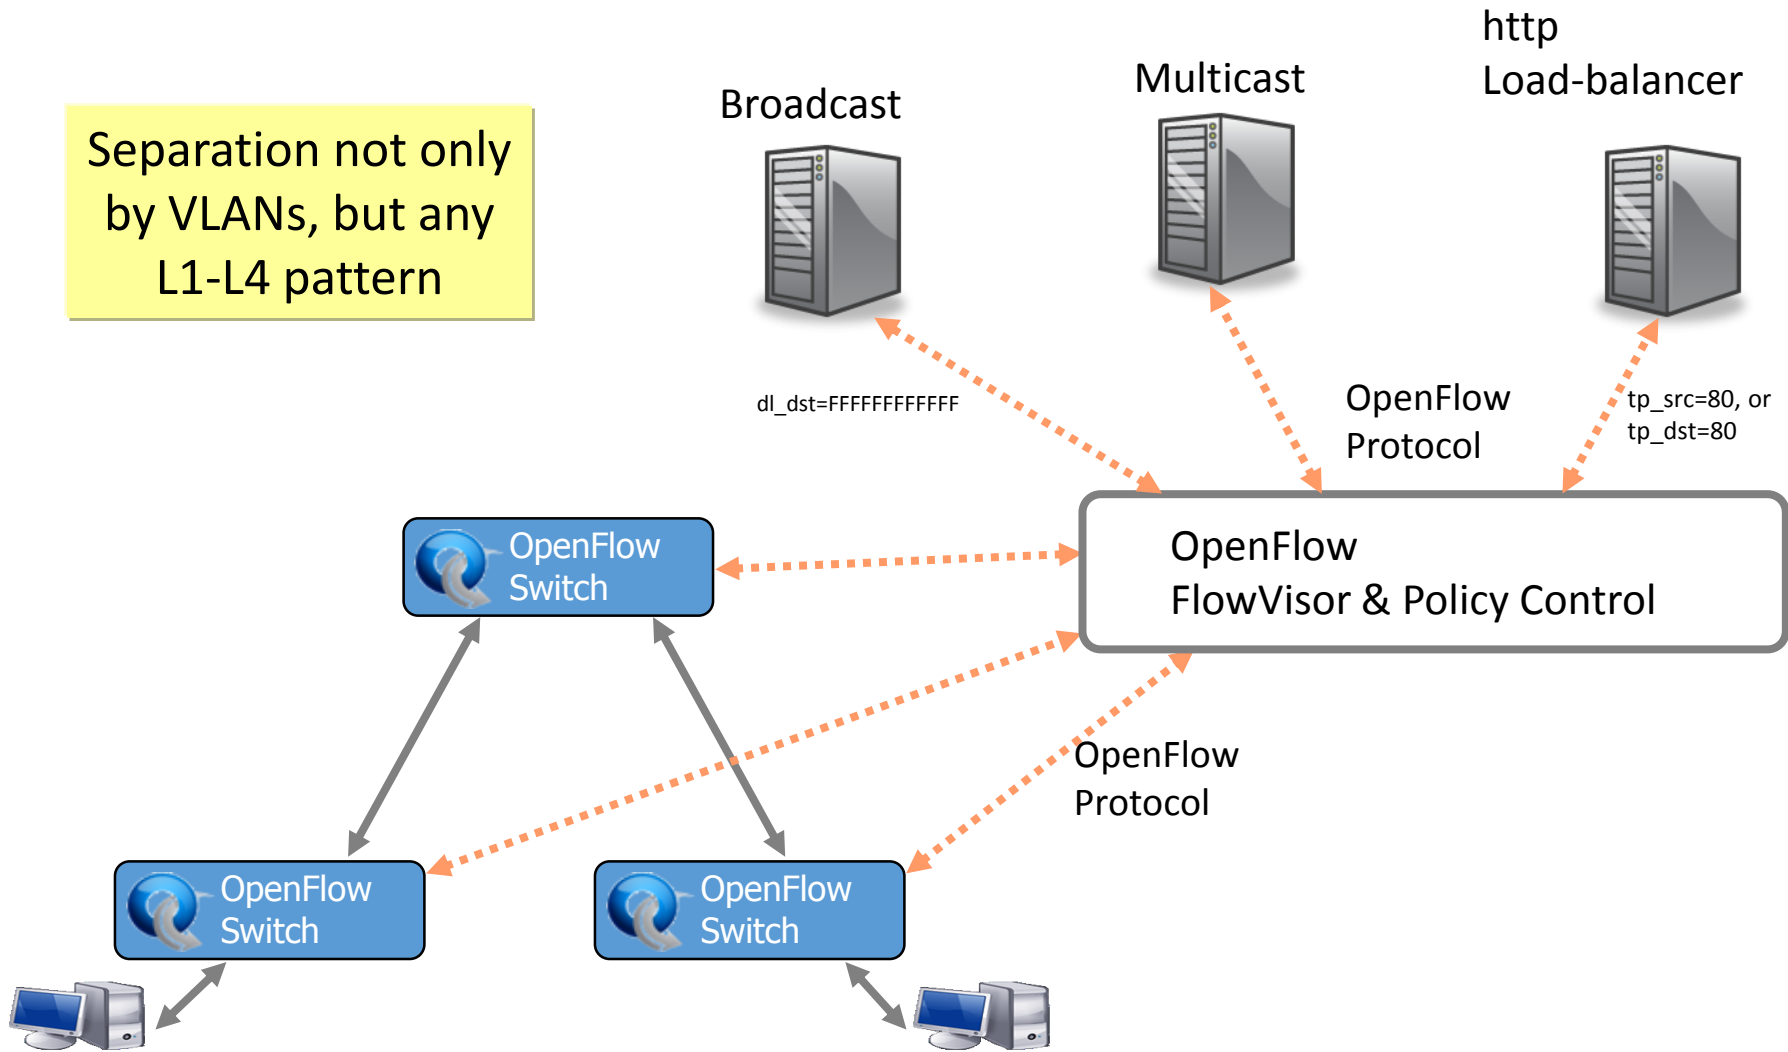 http
Load-balancer
Multicast
Broadcast
Separation not only
by VLANs, but any
L1-L4 pattern
dl_dst=FFFFFFFFFFFF
OpenFlow
Protocol
tp_src=80, or
tp_dst=80
OpenFlow
Switch
OpenFlow
FlowVisor & Policy Control
OpenFlow
Protocol
OpenFlow
Switch
OpenFlow
Switch